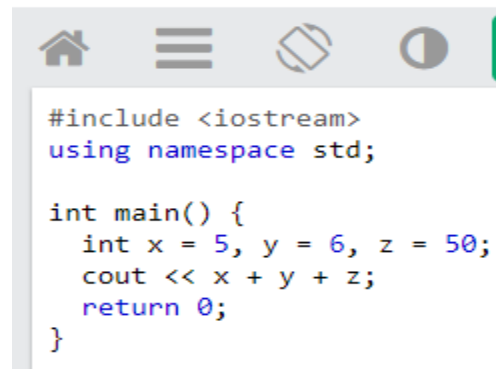 #include <iostream>
using namespace std;

int main() {
  int x = 5, y = 6, z = 50;
  cout << x + y + z;
  return 0;
}